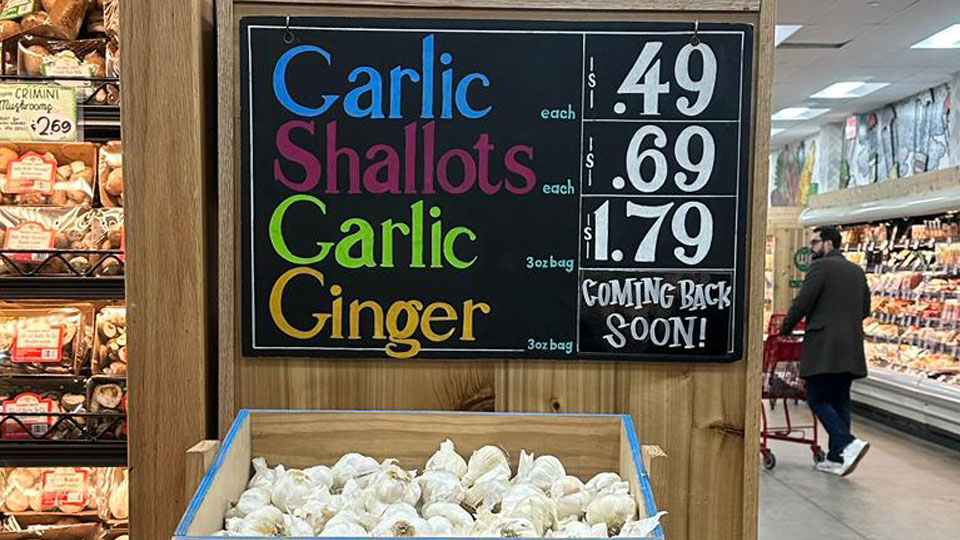 Garlic each .49
Shallots each .69
Garlic 3oz bag $1.79
Ginger 3oz bag COMING BACK
SOON!
CRIMINI
Mushrooms
$2.69